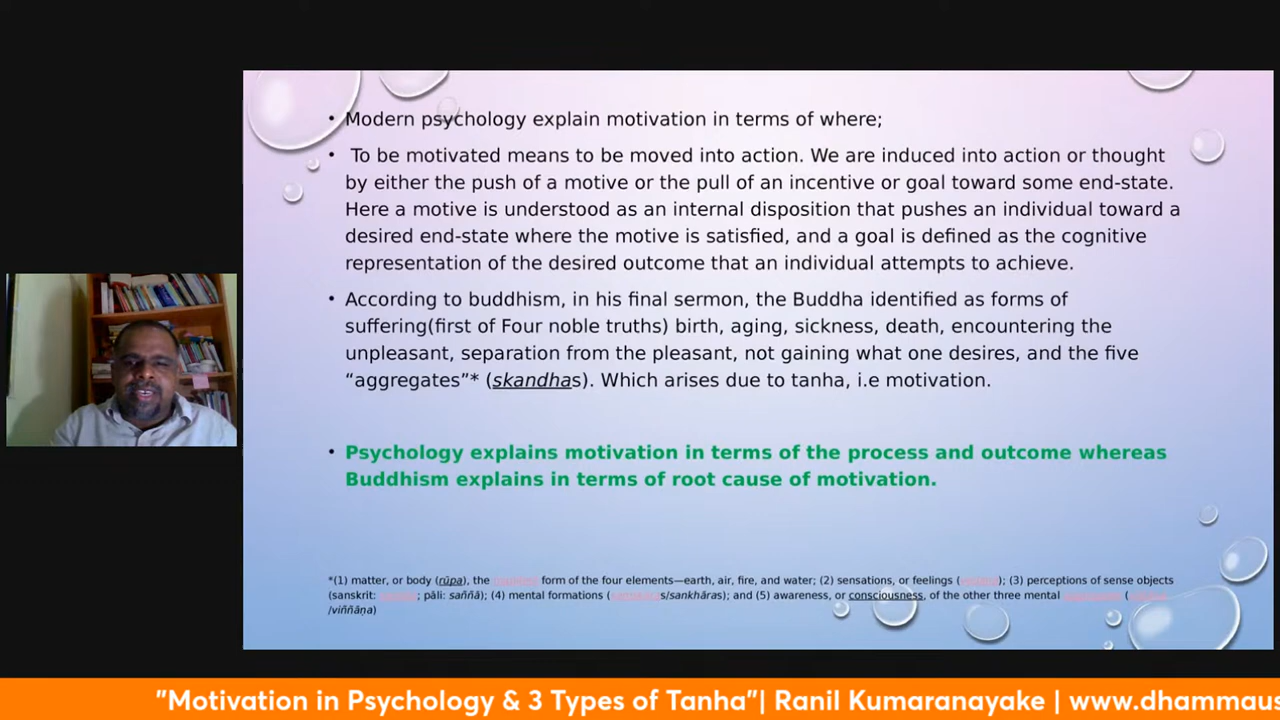 • Modern psychology explain motivation in terms of where;
• To be motivated means to be moved into action. We are induced into action or thought
by either the push of a motive or the pull of an incentive or goal toward some end-state.
Here a motive is understood as an internal disposition that pushes an individual toward a
desired end-state where the motive is satisfied, and a goal is defined as the cognitive
representation of the desired outcome that an individual attempts to achieve.
• According to buddhism, in his final sermon, the Buddha identified as forms of
suffering(first of Four noble truths) birth, aging, sickness, death, encountering the
unpleasant, separation from the pleasant, not gaining what one desires, and the five
“aggregates”* (skandhas). Which arises due to tanha, i.e motivation.
• Psychology explains motivation in terms of the process and outcome whereas
Buddhism explains in terms of root cause of motivation.
*(1) matter, or body (rūpa), the form of the four elements—earth, air, fire, and water; (2) sensations, or feelings ( ); (3) perceptions of sense objects
(sanskrit: ; pāli: saññā); (4) mental formations ( s/sankhāras); and (5) awareness, or consciousness, of the other three mental (
/viññāṇa)
"Motivation in Psychology & 3 Types of Tanha"| Ranil Kumaranayake | www.dhammaus